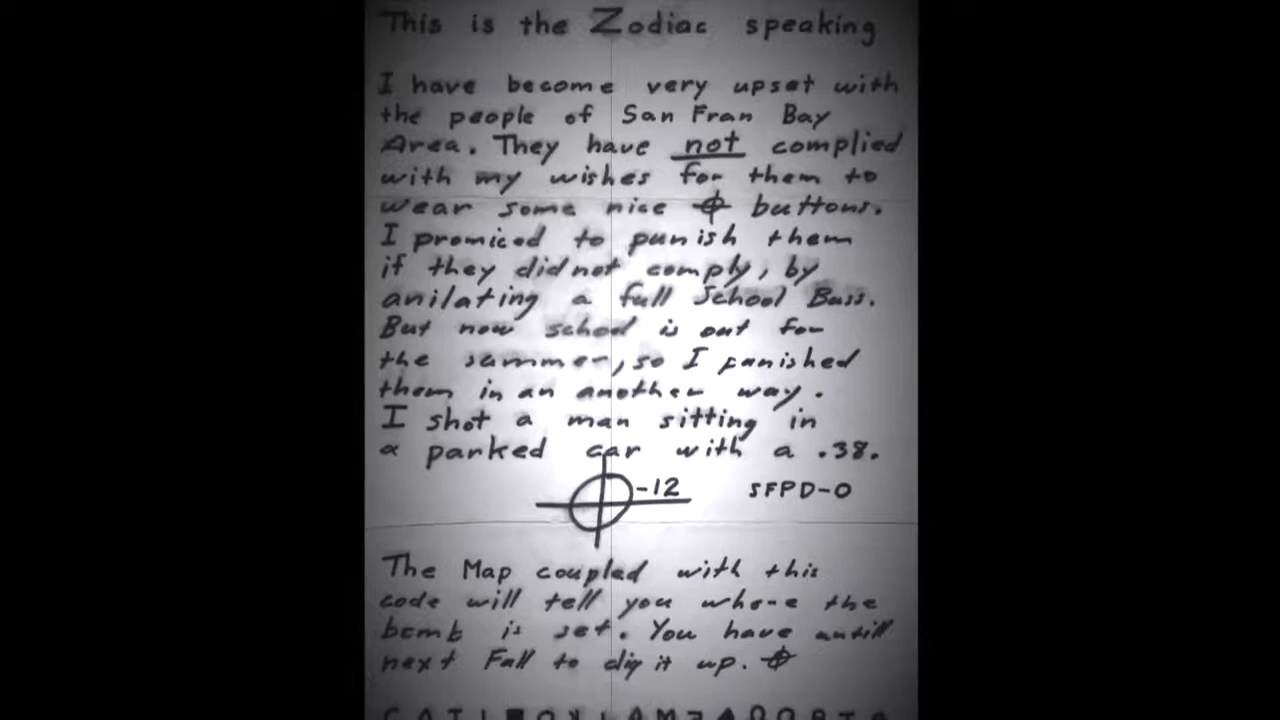 This is the Zodiac speaking
I have become very upset with
the people of San Fran Bay
Area. They have not complied
with my wishes for them to
wear some nice ⌖ buttons.
I promiced to punish them
if they did not comply, by
anilating a full School Buss.
But now school is out for
the summer, so I punished
them in an another way.
I shot a man sitting in
a parked car with a .38.
⌖-12 SFPD-0
The Map coupled with this
code will tell you where the
bomb is set. You have untill
next Fall to dig it up. ⌖